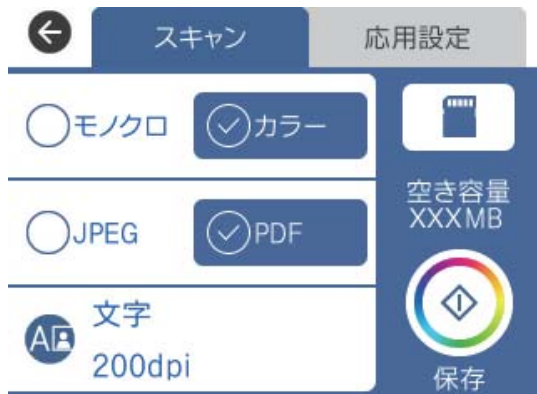 スキャン
応用設定
モノクロ
カラー
JPEG
PDF
A
文字
200dpi
空き容量
XXXMB
保存